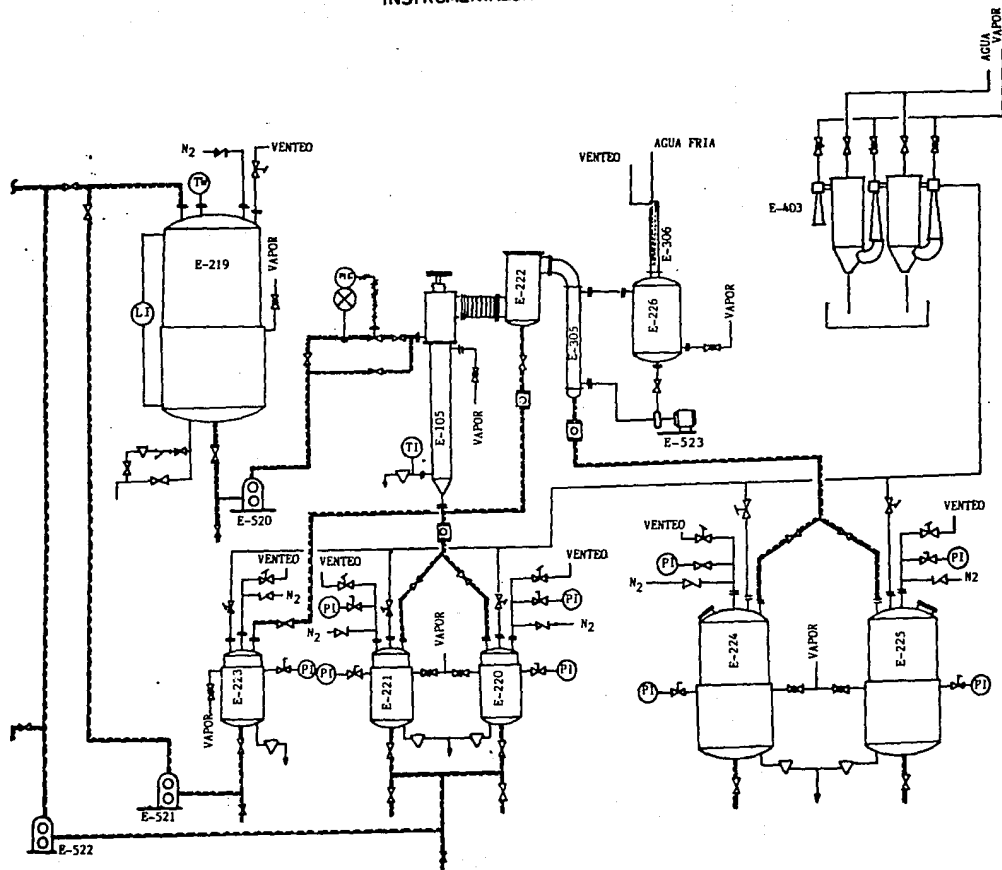 N2
VENTEO
TW
E-219
VAPOR
LI
E-520
E-222
E-105
TI
VAPOR
E-305
VENTEO
AGUA FRIA
E-306
E-226
VAPOR
E-523
E-403
AGUA
VAPOR
VENTEO
N2
E-223
VAPOR
PI
VENTEO
PI
N2
PI
E-221
VAPOR
E-220
VENTEO
PI
N2
PI
VENTEO
PI
N2
E-224
PI
VAPOR
E-225
VENTEO
PI
N2
PI
E-521
E-522